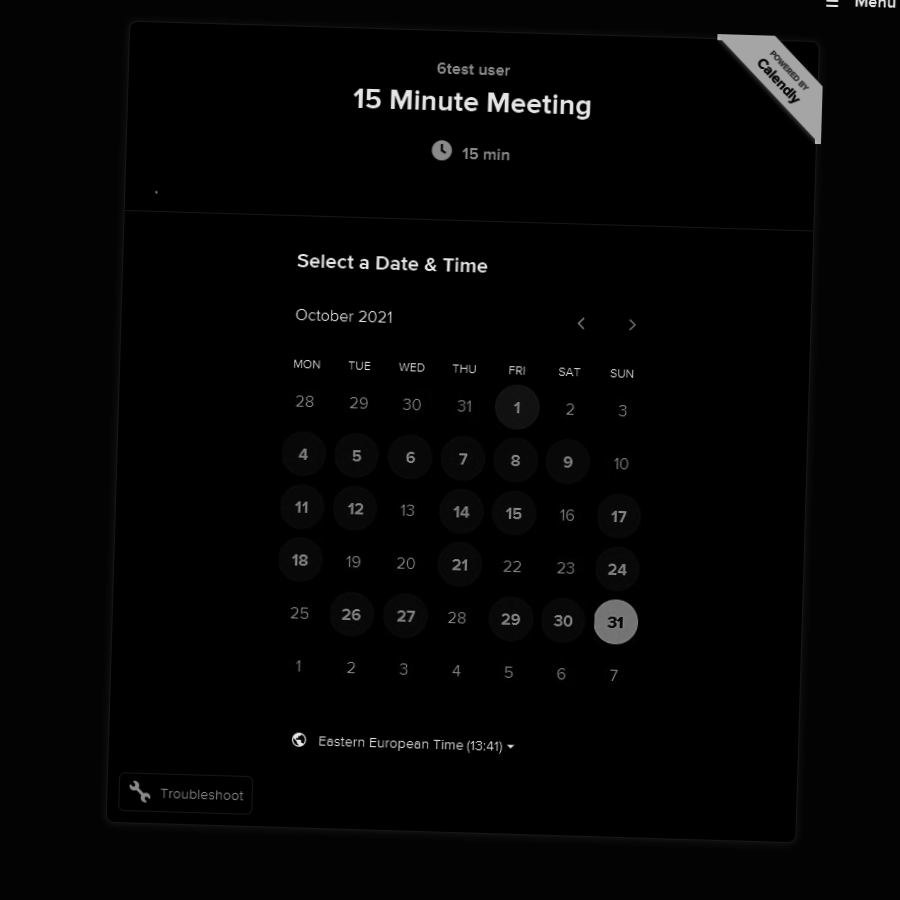 Menu
POWERED BY
Calendly
6test user
15 Minute Meeting
15 min
Select a Date & Time
October 2021
MON TUE WED THU FRI SAT SUN
28 29 30 31 1 2 3
4 5 6 7 8 9 10
11 12 13 14 15 16 17
18 19 20 21 22 23 24
25 26 27 28 29 30 31
1 2 3 4 5 6 7
Eastern European Time (13:41)
Troubleshoot